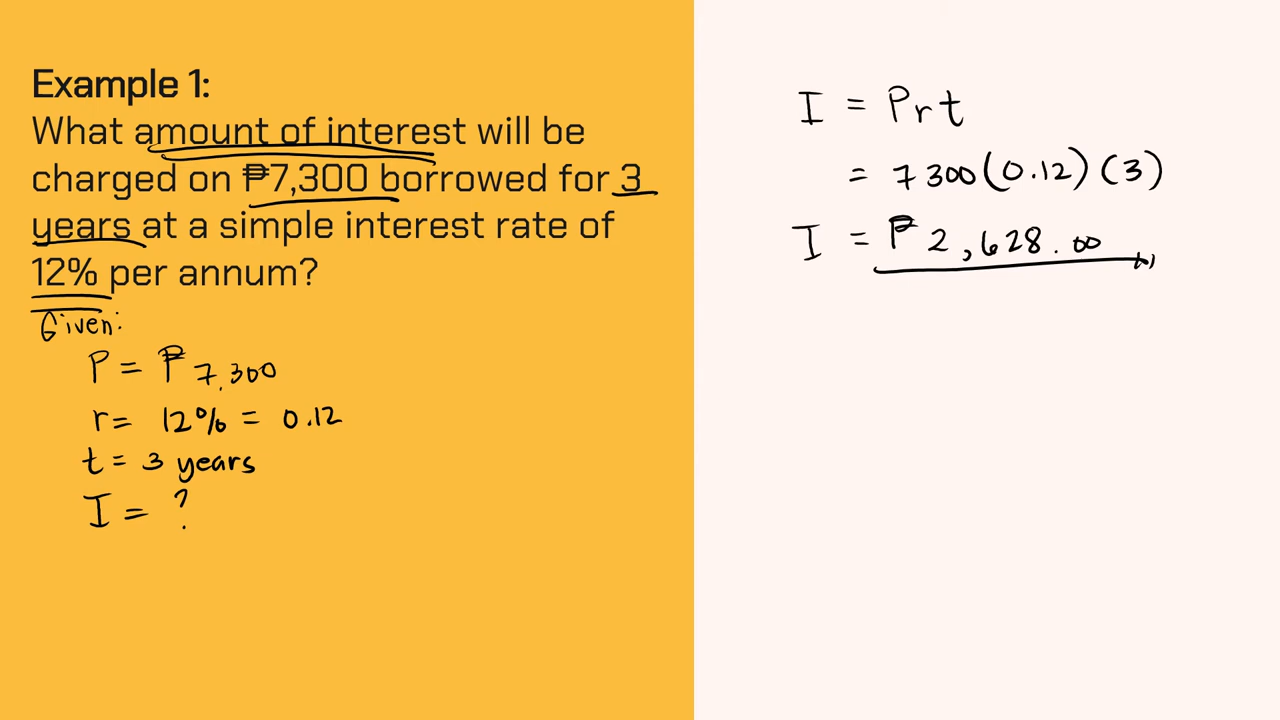 Example 1:
What amount of interest will be
charged on ₱7,300 borrowed for 3
years at a simple interest rate of
12% per annum?
Given:
P = ₱ 7,300
r = 12% = 0.12
t = 3 years
I = ?
I = Prt
= 7300(0.12)(3)
I = ₱ 2,628.00